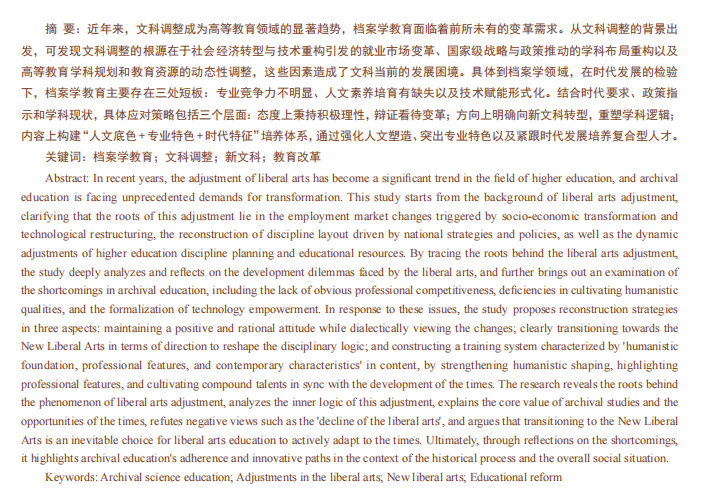 摘 要：近年来，文科调整成为高等教育领域的显著趋势，档案学教育面临着前所未有的变革需求。从文科调整的背景出
发，可发现文科调整的根源在于社会经济转型与技术重构引发的就业市场变革、国家级战略与政策推动的学科布局重构以及
高等教育学科规划和教育资源的动态性调整，这些因素造成了文科当前的发展困境。具体到档案学领域，在时代发展的检验
下，档案学教育主要存在三处短板：专业竞争力不明显、人文素养培育有缺失以及技术赋能形式化。结合时代要求、政策指
示和学科现状，具体应对策略包括三个层面：态度上秉持积极理性，辩证看待变革；方向上明确向新文科转型，重塑学科逻辑；
内容上构建“人文底色+专业特色+时代特征”培养体系，通过强化人文塑造、突出专业特色以及紧跟时代发展培养复合型人才。
关键词：档案学教育；文科调整；新文科；教育改革
Abstract: In recent years, the adjustment of liberal arts has become a significant trend in the field of higher education, and archival
education is facing unprecedented demands for transformation. This study starts from the background of liberal arts adjustment,
clarifying that the roots of this adjustment lie in the employment market changes triggered by socio-economic transformation and
technological restructuring, the reconstruction of discipline layout driven by national strategies and policies, as well as the dynamic
adjustments of higher education discipline planning and educational resources. By tracing the roots behind the liberal arts adjustment,
the study deeply analyzes and reflects on the development dilemmas faced by the liberal arts, and further brings out an examination of
the shortcomings in archival education, including the lack of obvious professional competitiveness, deficiencies in cultivating humanistic
qualities, and the formalization of technology empowerment. In response to these issues, the study proposes reconstruction strategies
in three aspects: maintaining a positive and rational attitude while dialectically viewing the changes; clearly transitioning towards the
New Liberal Arts in terms of direction to reshape the disciplinary logic; and constructing a training system characterized by 'humanistic
foundation, professional features, and contemporary characteristics' in content, by strengthening humanistic shaping, highlighting
professional features, and cultivating compound talents in sync with the development of the times. The research reveals the roots behind
the phenomenon of liberal arts adjustment, analyzes the inner logic of this adjustment, explains the core value of archival studies and the
opportunities of the times, refutes negative views such as the 'decline of the liberal arts', and argues that transitioning to the New Liberal
Arts is an inevitable choice for liberal arts education to actively adapt to the times. Ultimately, through reflections on the shortcomings,
it highlights archival education's adherence and innovative paths in the context of the historical process and the overall social situation.
Keywords: Archival science education; Adjustments in the liberal arts; New liberal arts; Educational reform